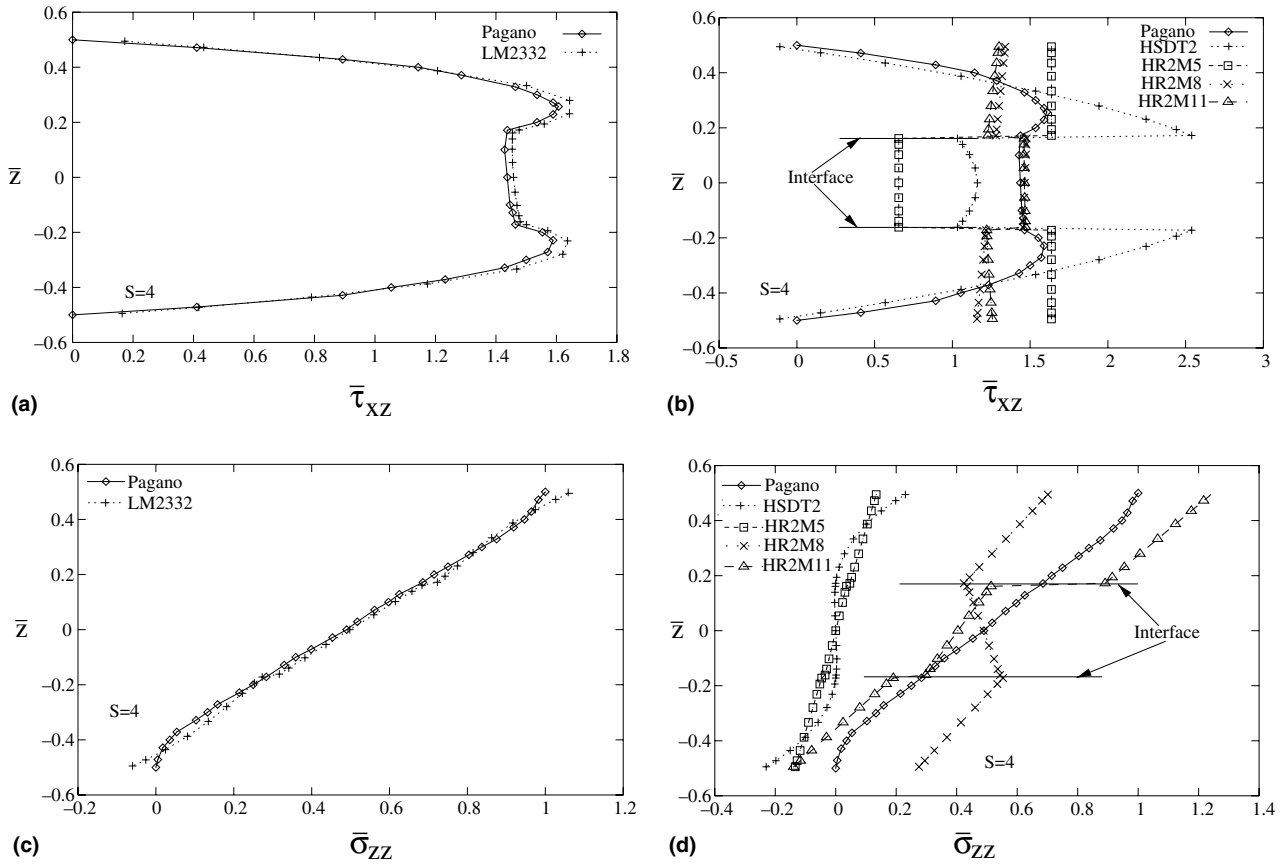 0.6
0.4
0.2
0
−0.2
−0.4
−0.6
z̅
Pagano
LM2332
S=4
0 0.2 0.4 0.6 0.8 1 1.2 1.4 1.6 1.8
(a)
τ̅XZ
0.6
0.4
0.2
0
−0.2
−0.4
−0.6
z̅
Pagano
HSDT2
HR2M5
HR2M8
HR2M11
Interface
S=4
−0.5 0 0.5 1 1.5 2 2.5 3
(b)
τ̅XZ
0.6
0.4
0.2
0
−0.2
−0.4
−0.6
z̅
Pagano
LM2332
S=4
−0.2 0 0.2 0.4 0.6 0.8 1 1.2
(c)
σ̅ZZ
0.6
0.4
0.2
0
−0.2
−0.4
−0.6
z̅
Pagano
HSDT2
HR2M5
HR2M8
HR2M11
Interface
S=4
−0.4 −0.2 0 0.2 0.4 0.6 0.8 1 1.2 1.4
(d)
σ̅ZZ